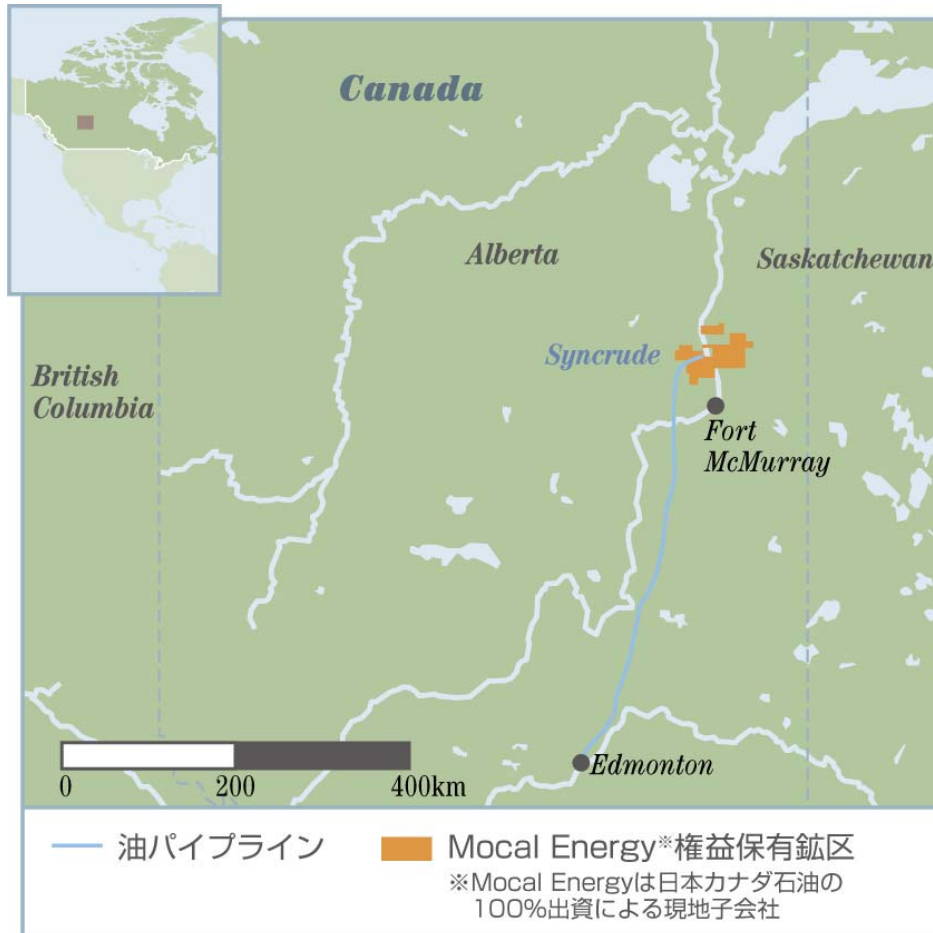 Canada
Alberta
Saskatchewan
Syncrude
British
Columbia
Fort
McMurray
Edmonton
0 200 400km
油パイプライン
Mocal Energy※権益保有鉱区
※Mocal Energyは日本カナダ石油の
100%出資による現地子会社